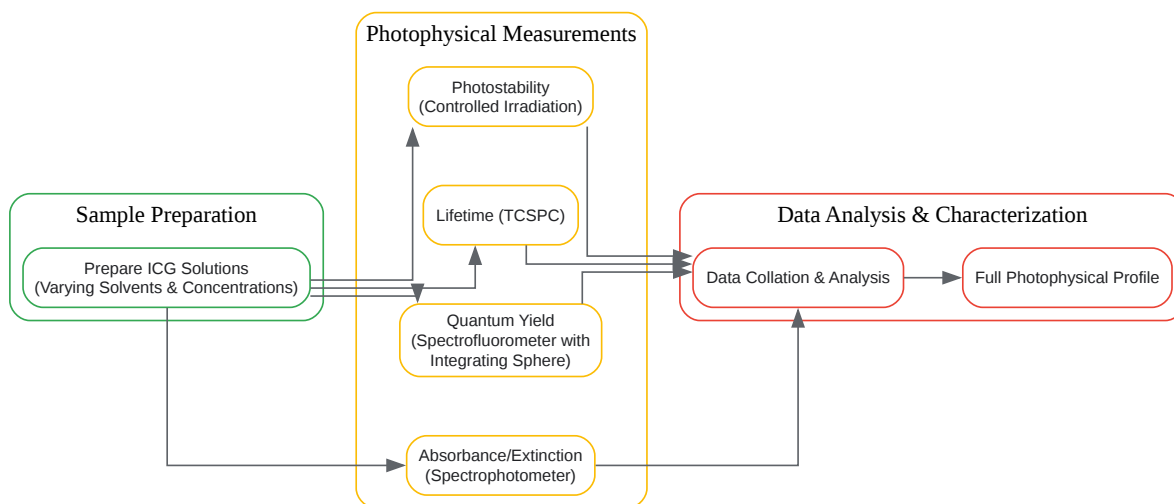 Photophysical Measurements
Photostability
(Controlled Irradiation)
Sample Preparation
Lifetime (TCSPC)
Data Analysis & Characterization
Prepare ICG Solutions
(Varying Solvents & Concentrations)
Data Collation & Analysis
Full Photophysical Profile
Quantum Yield
(Spectrofluorometer with
Integrating Sphere)
Absorbance/Extinction
(Spectrophotometer)